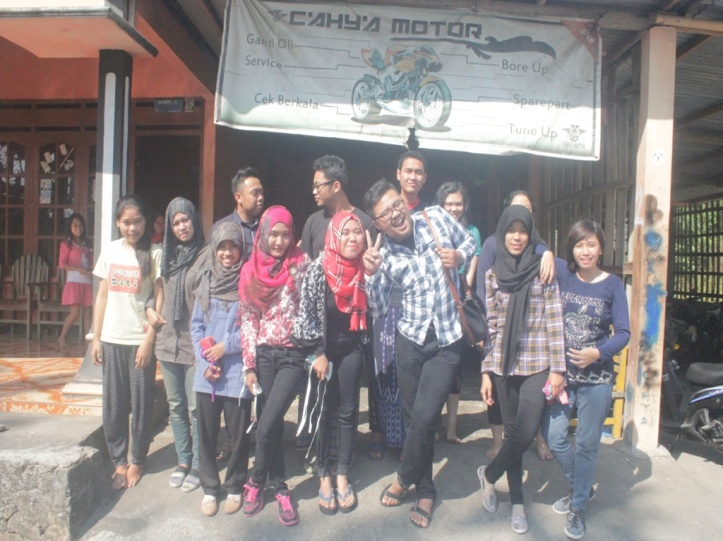 CAHYA MOTOR
Ganti Oli
Service
Cek Berkala
Bore Up
Sparepart
Tune Up